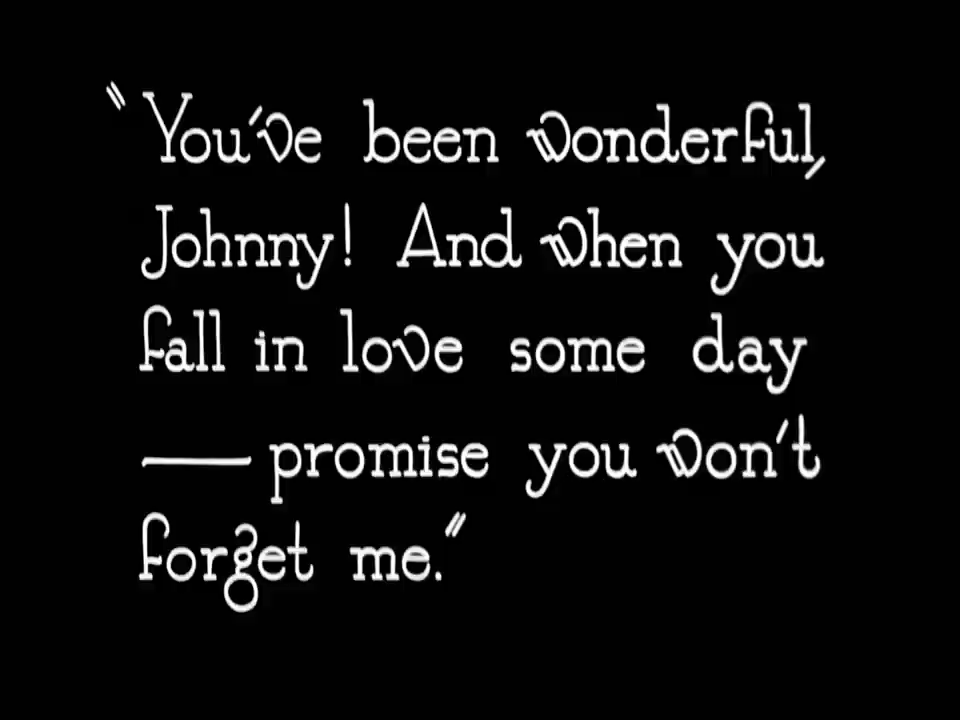 "You've been wonderful,
Johnny! And when you
fall in love some day
— promise you won't
forget me."